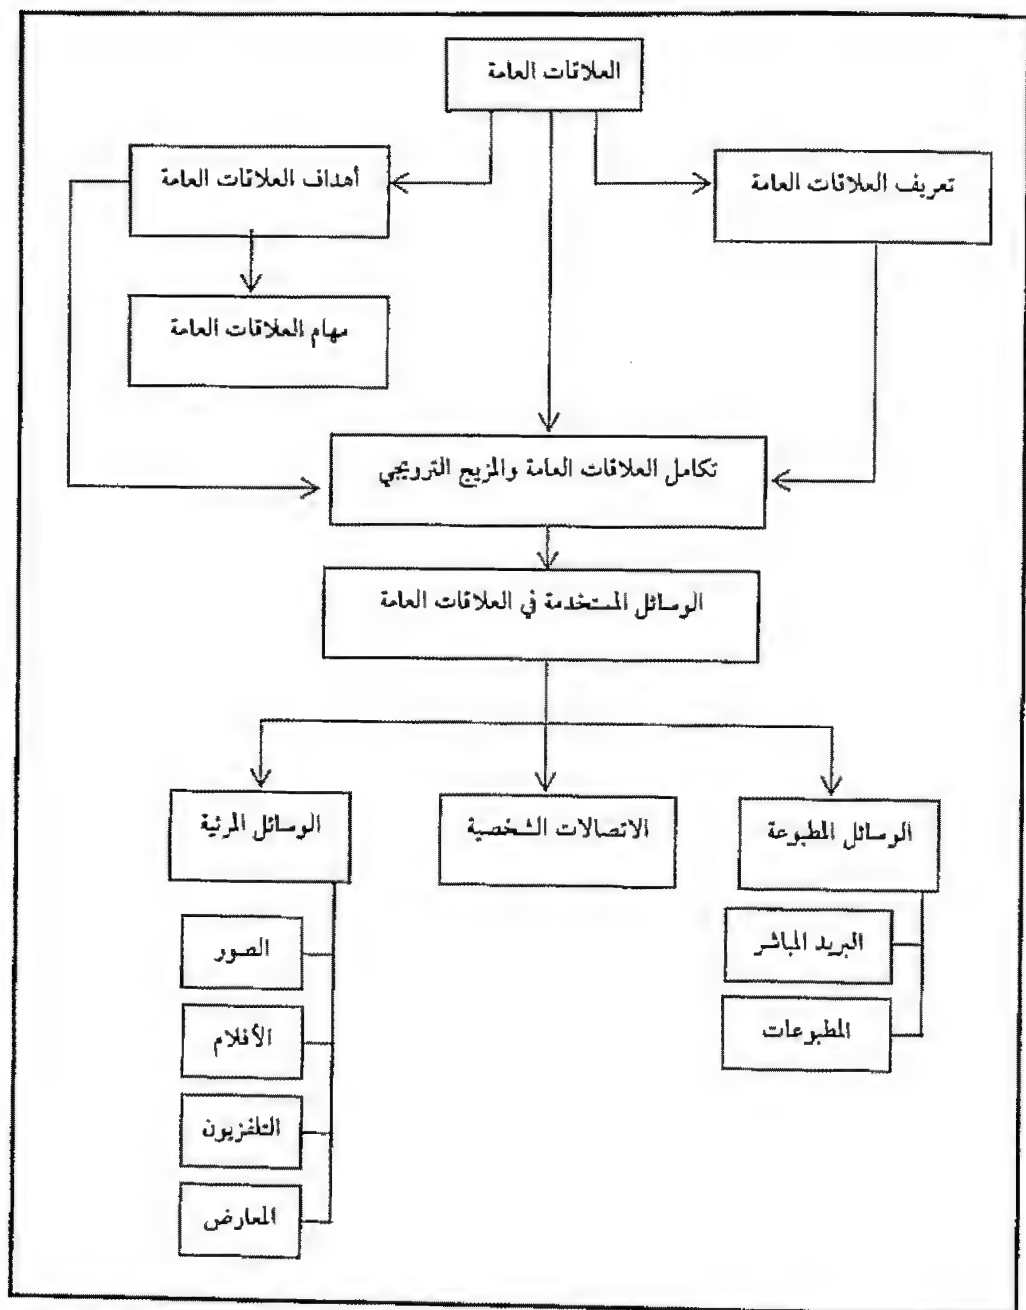 العلاقات العامة
تعريف العلاقات العامة
أهداف العلاقات العامة
مهام العلاقات العامة
تكامل العلاقات العامة والمزيج الترويجي
الوسائل المستخدمة في العلاقات العامة
الوسائل المطبوعة
الاتصالات الشخصية
الوسائل المرئية
البريد المباشر
المطبوعات
الصور
الأفلام
التلفزيون
المعارض